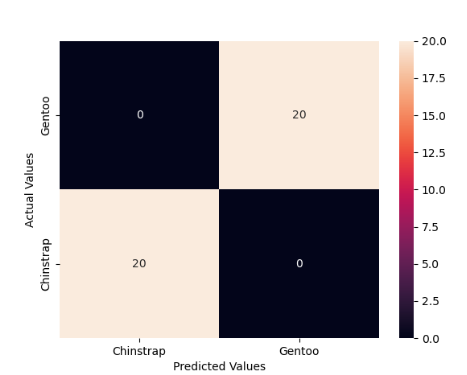 Actual Values
Gentoo
Chinstrap
0
20
20
0
Chinstrap
Gentoo
Predicted Values
20.0
17.5
15.0
12.5
10.0
7.5
5.0
2.5
0.0